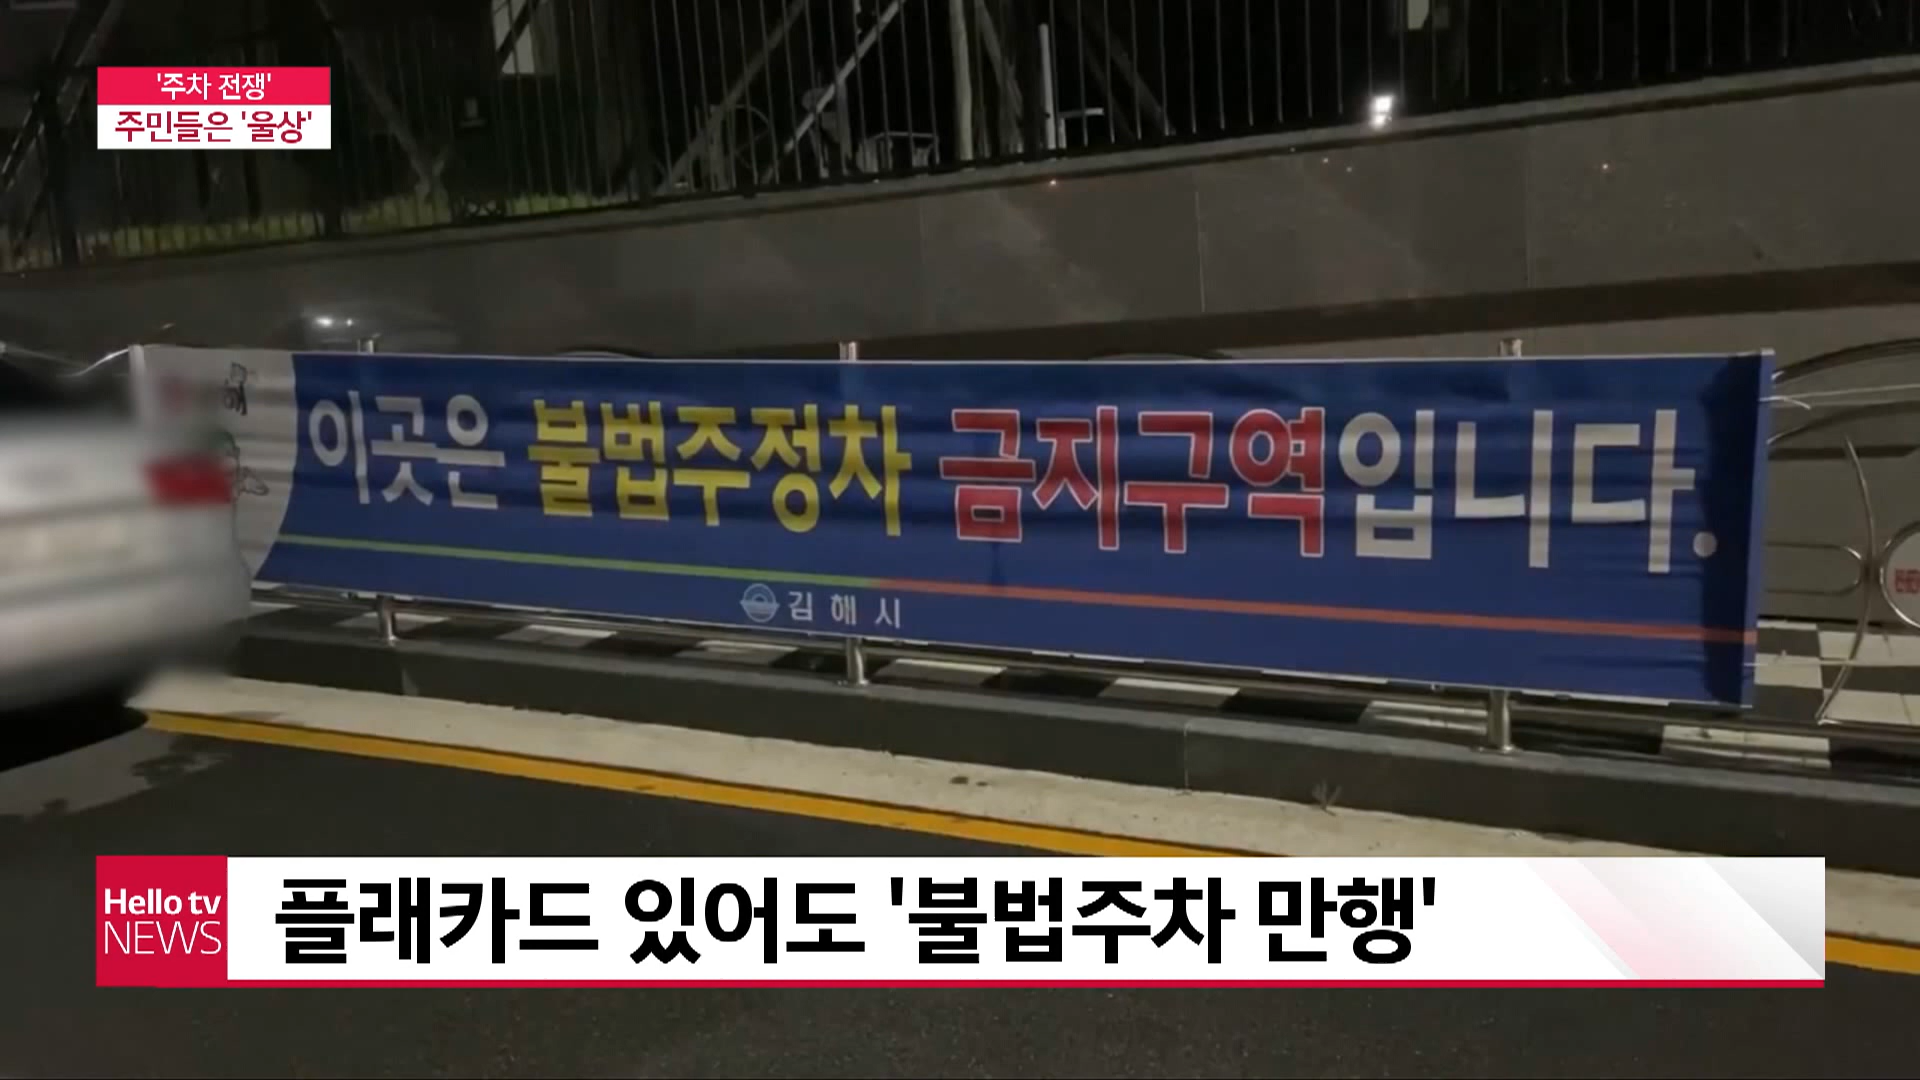 '주차 전쟁'
주민들은 '울상'
이곳은 불법주정차 금지구역입니다.
김해시
Hello tv
NEWS
플래카드 있어도 '불법주차 만행'